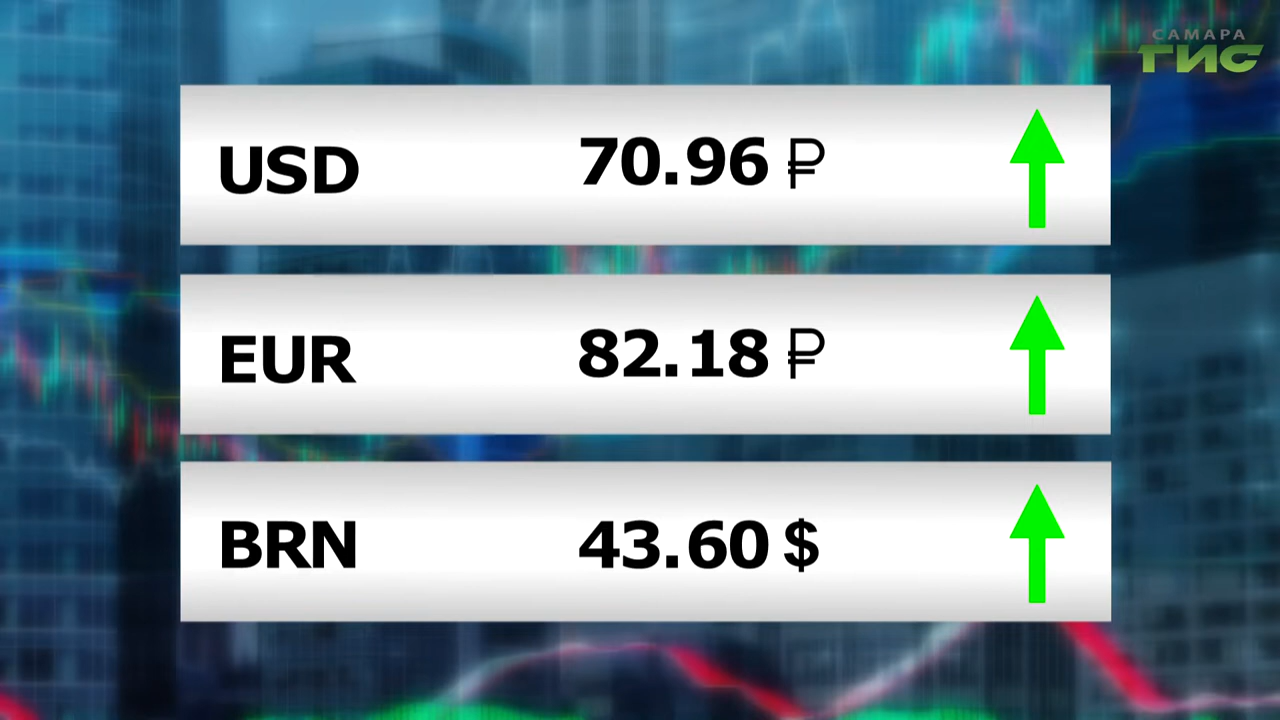 САМАРА
ГИС
USD 70.96 ₽
EUR 82.18 ₽
BRN 43.60 $